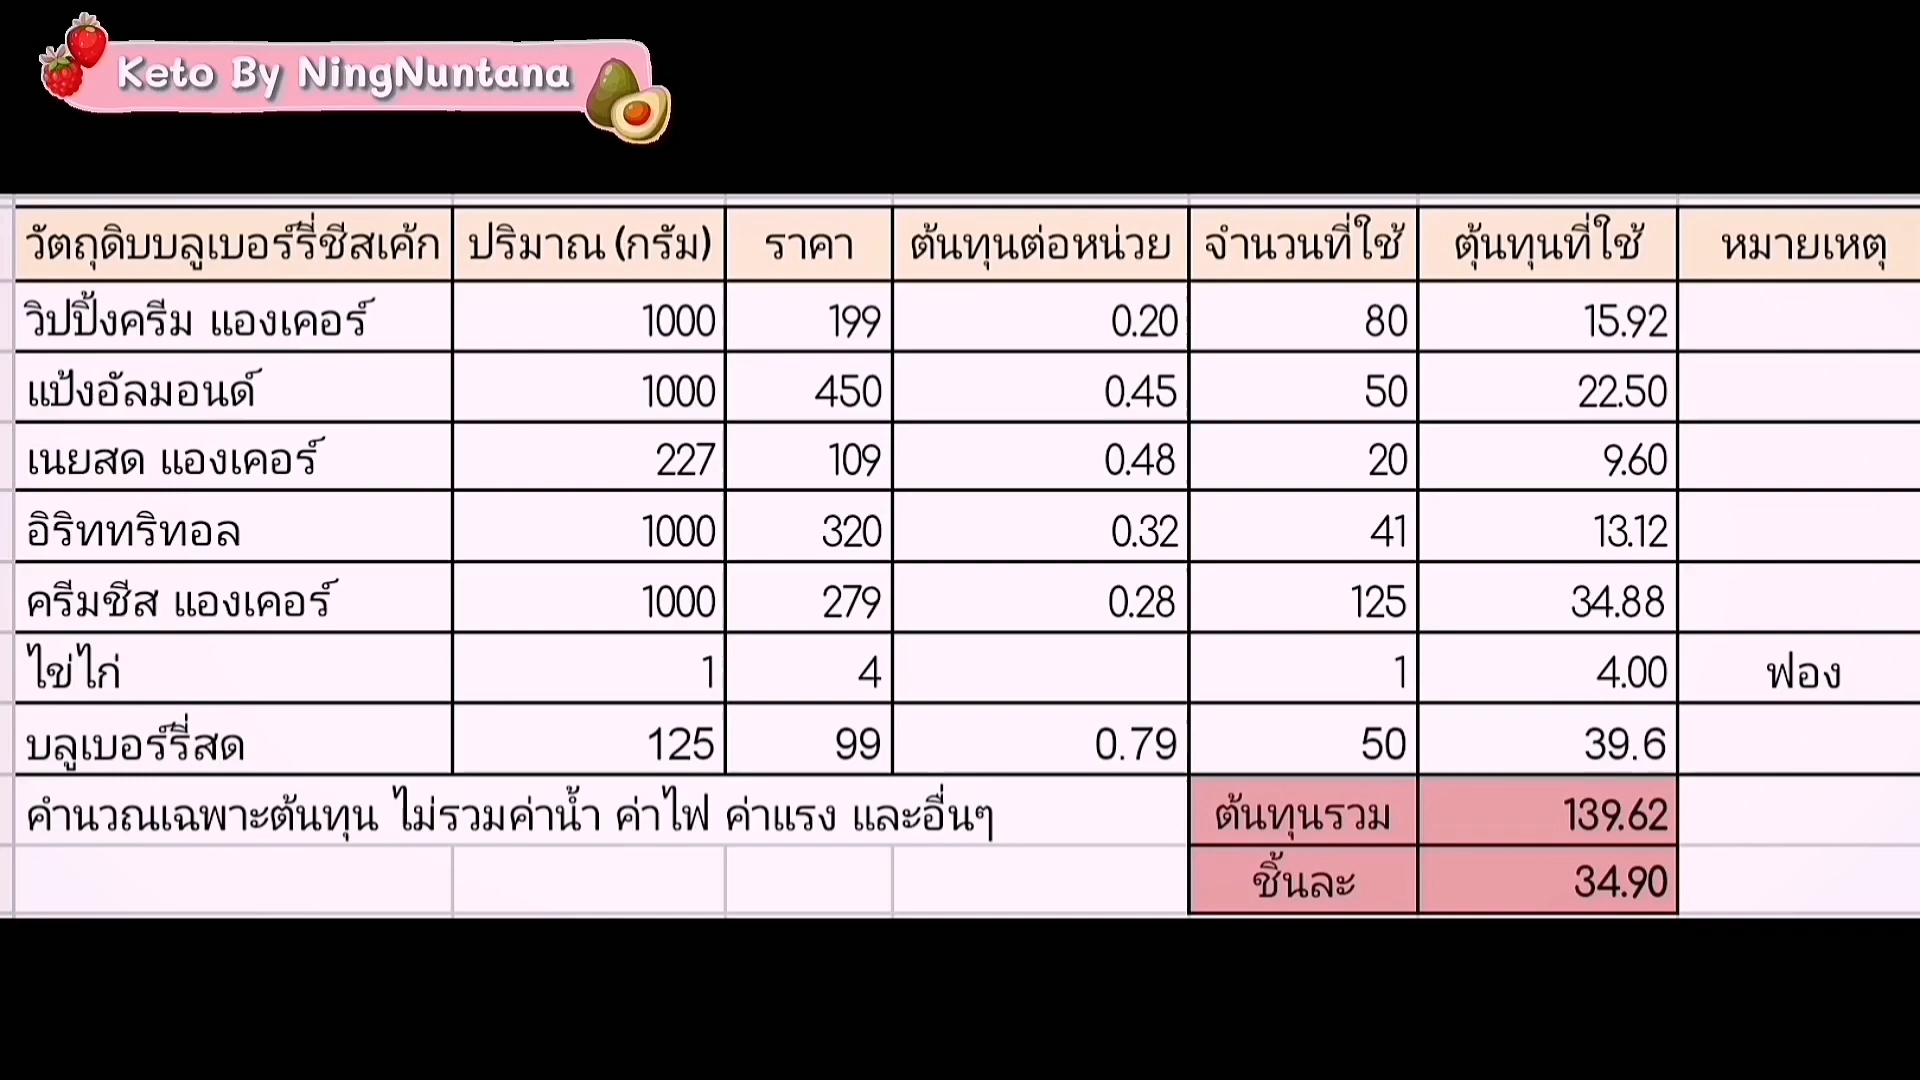 Keto By NingNuntana
วัตถุดิบบลูเบอร์รี่ชีสเค้ก ปริมาณ (กรัม) ราคา ต้นทุนต่อหน่วย จำนวนที่ใช้ ตุ้นทุนที่ใช้ หมายเหตุ
วิปปิ้งครีม แองเคอร์ 1000 199 0.20 80 15.92
แป้งอัลมอนด์ 1000 450 0.45 50 22.50
เนยสด แองเคอร์ 227 109 0.48 20 9.60
อิริททริทอล 1000 320 0.32 41 13.12
ครีมชีส แองเคอร์ 1000 279 0.28 125 34.88
ไข่ไก่ 1 4 1 4.00 ฟอง
บลูเบอร์รี่สด 125 99 0.79 50 39.6
คำนวณเฉพาะต้นทุน ไม่รวมค่าน้ำ ค่าไฟ ค่าแรง และอื่นๆ ต้นทุนรวม 139.62
ชิ้นละ 34.90